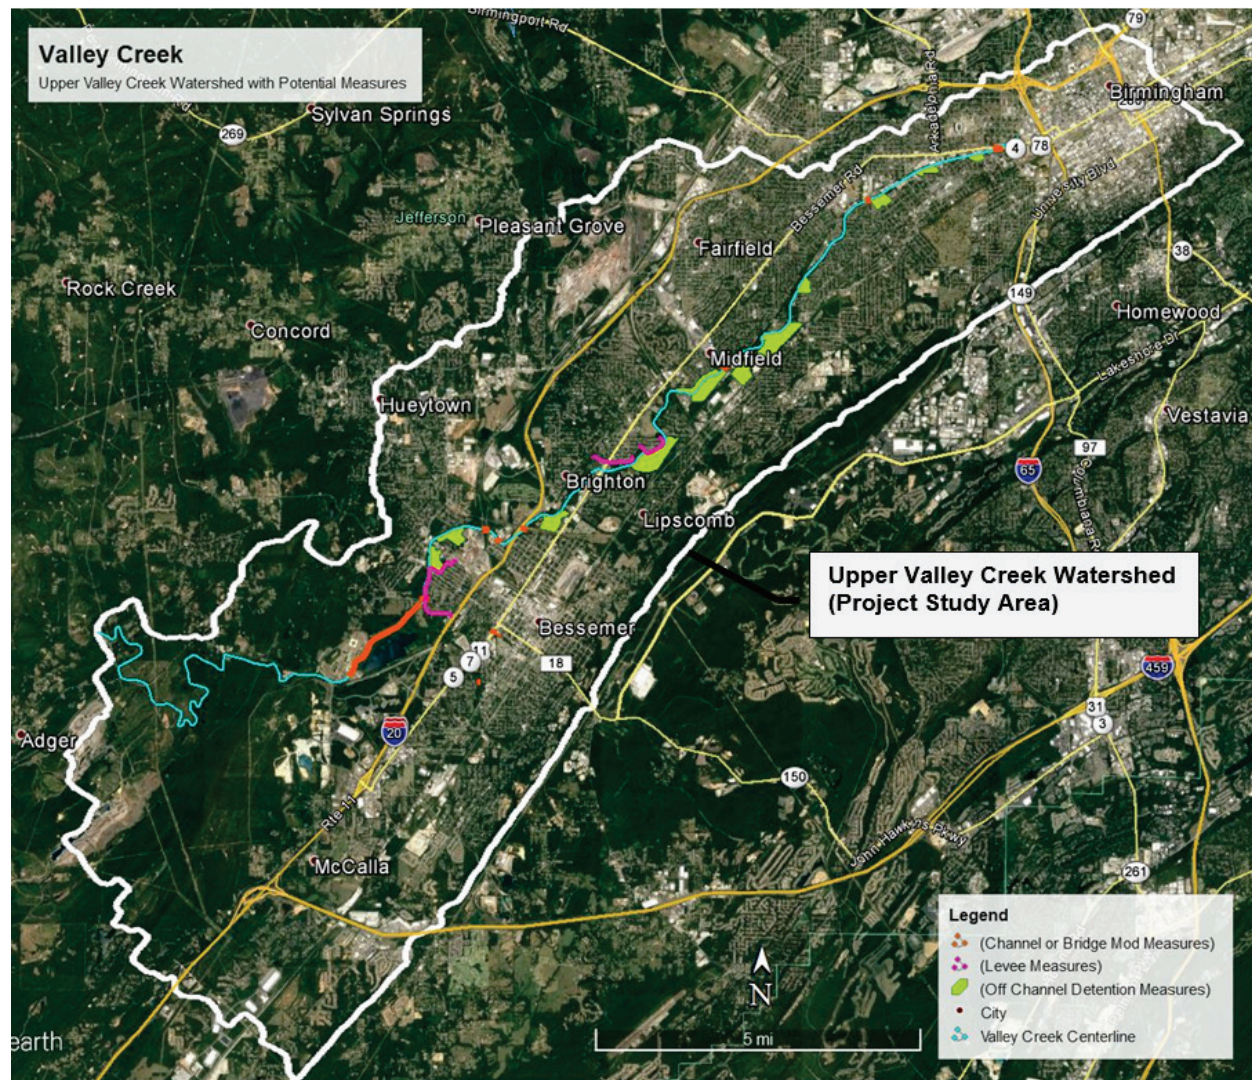 Valley Creek
Upper Valley Creek Watershed with Potential Measures
Birmingport Rd
79
Birmingham
Arkadelphia Rd
269
Sylvan Springs
4
78
Bessemer Rd
University Blvd
Jefferson
Pleasant Grove
Fairfield
38
Rock Creek
149
Homewood
Concord
Midfield
Lakeshore Dr
Hueytown
Vestavia
97
65
Columbiana Rd
Brighton
Lipscomb
Upper Valley Creek Watershed
(Project Study Area)
Bessemer
11
7
18
5
459
31
3
20
Adger
150
Rte 11
John Hawkins Pkwy
McCalla
261
Legend
(Channel or Bridge Mod Measures)
(Levee Measures)
(Off Channel Detention Measures)
City
Valley Creek Centerline
N
5 mi
earth